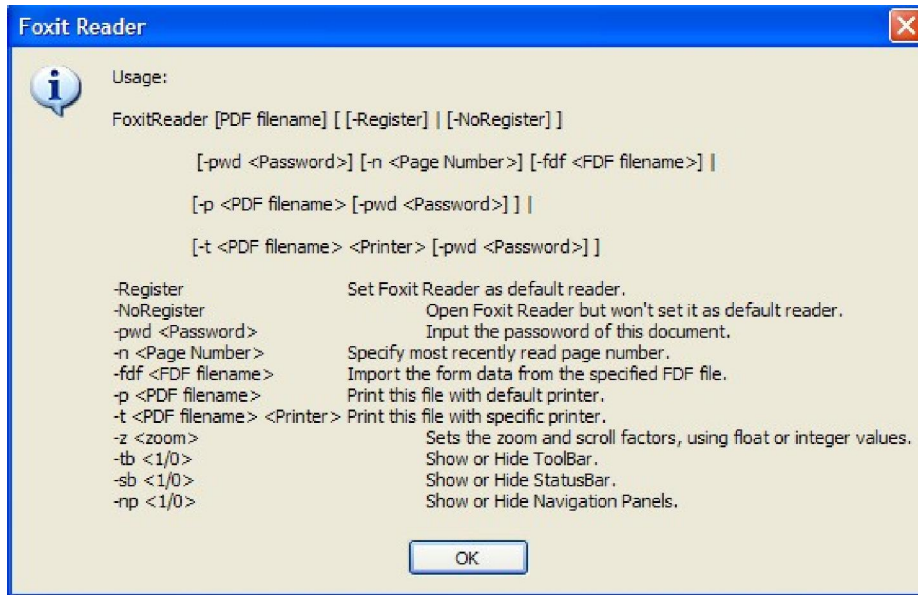 Foxit Reader
Usage:
FoxitReader [PDF filename] [ [-Register] | [-NoRegister] ]
[-pwd <Password>] [-n <Page Number>] [-fdf <FDF filename>] |
[-p <PDF filename> [-pwd <Password>] ] |
[-t <PDF filename> <Printer> [-pwd <Password>] ]
-Register Set Foxit Reader as default reader.
-NoRegister Open Foxit Reader but won't set it as default reader.
-pwd <Password> Input the passoword of this document.
-n <Page Number> Specify most recently read page number.
-fdf <FDF filename> Import the form data from the specified FDF file.
-p <PDF filename> Print this file with default printer.
-t <PDF filename> <Printer> Print this file with specific printer.
-z <zoom> Sets the zoom and scroll factors, using float or integer values.
-tb <1/0> Show or Hide ToolBar.
-sb <1/0> Show or Hide StatusBar.
-np <1/0> Show or Hide Navigation Panels.
OK